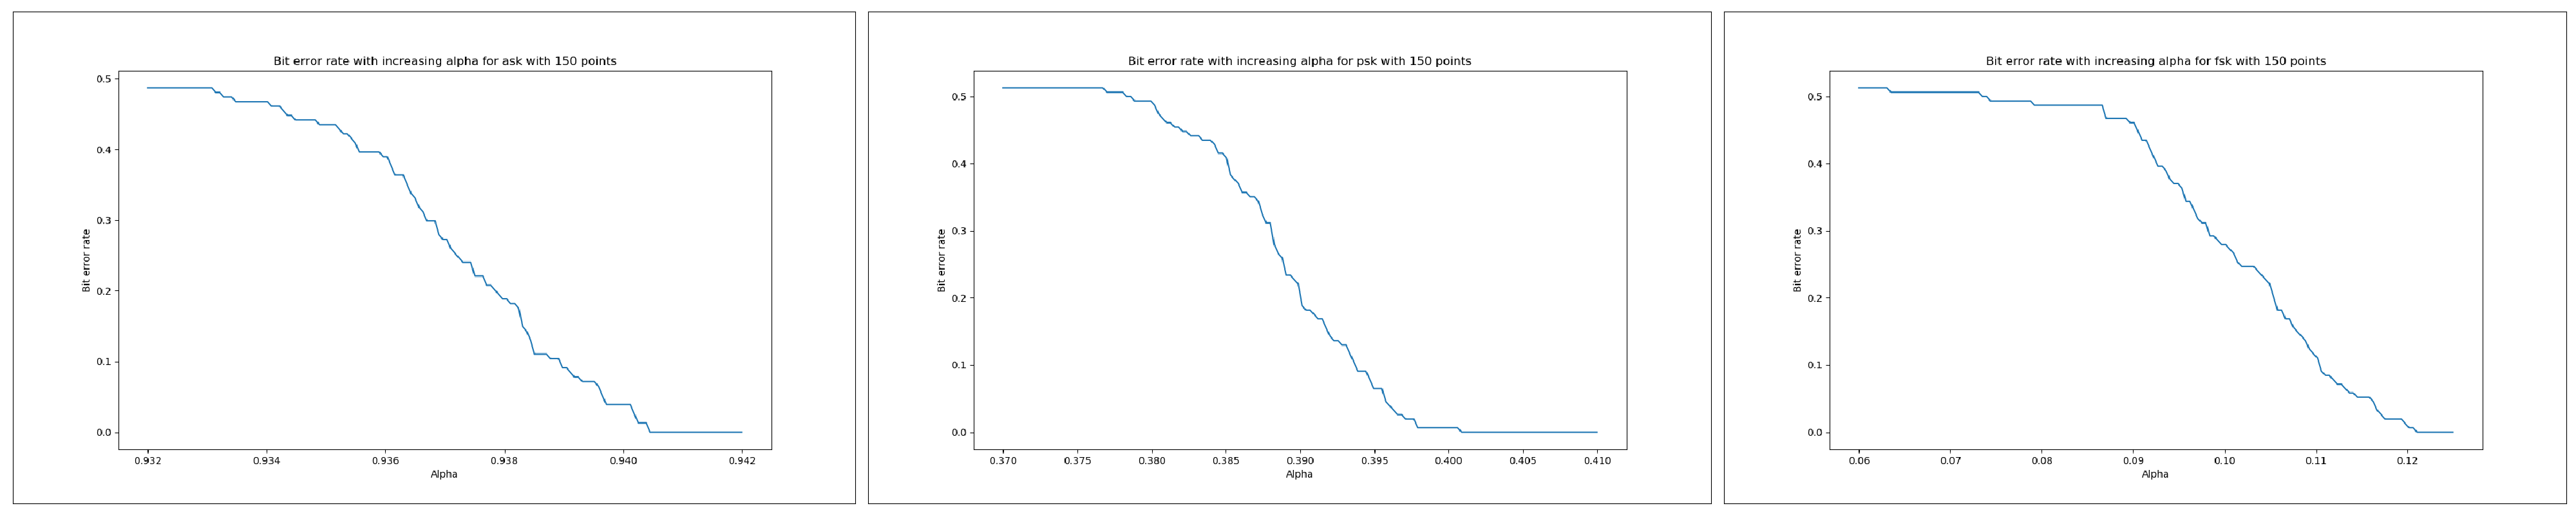 Bit error rate with increasing alpha for ask with 150 points
0.5
0.4
0.3
0.2
0.1
0.0
Bit error rate
0.932 0.934 0.936 0.938 0.940 0.942
Alpha
Bit error rate with increasing alpha for psk with 150 points
0.5
0.4
0.3
0.2
0.1
0.0
Bit error rate
0.370 0.375 0.380 0.385 0.390 0.395 0.400 0.405 0.410
Alpha
Bit error rate with increasing alpha for fsk with 150 points
0.5
0.4
0.3
0.2
0.1
0.0
Bit error rate
0.06 0.07 0.08 0.09 0.10 0.11 0.12
Alpha